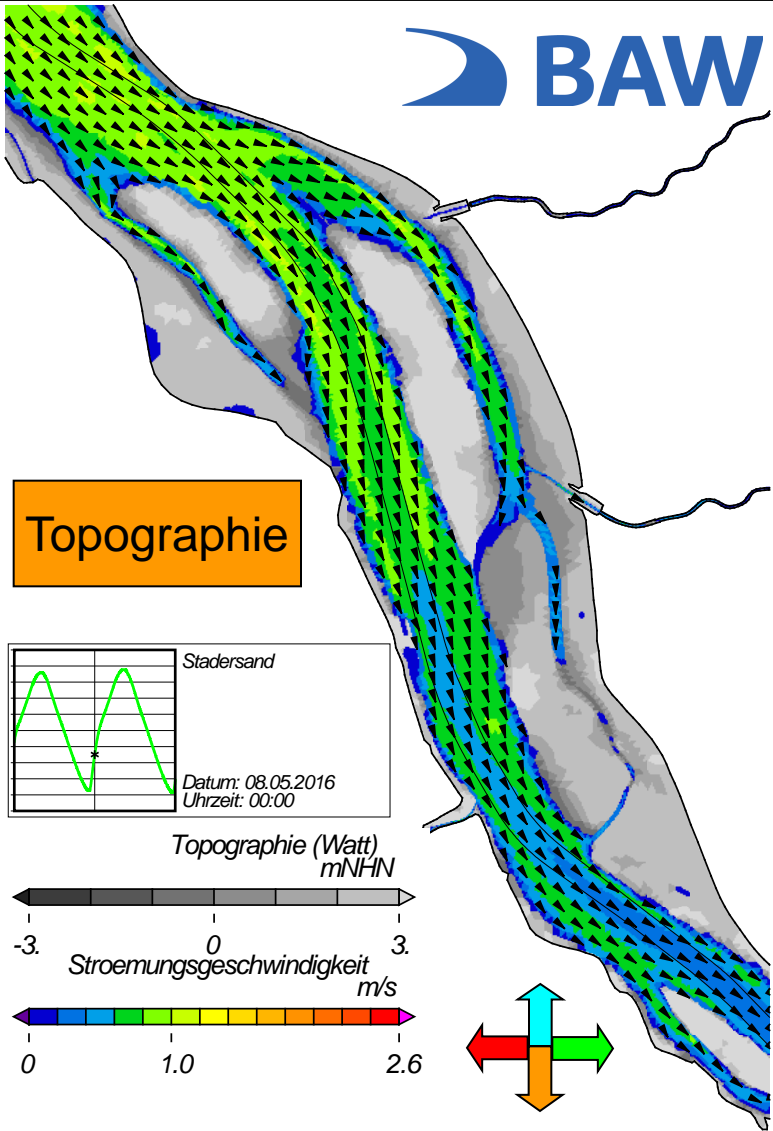 BAW
Topographie
Stadersand
Datum: 08.05.2016
Uhrzeit: 00:00
Topographie (Watt)
mNHN
-3. 0 3.
Stroemungsgeschwindigkeit
m/s
0 1.0 2.6